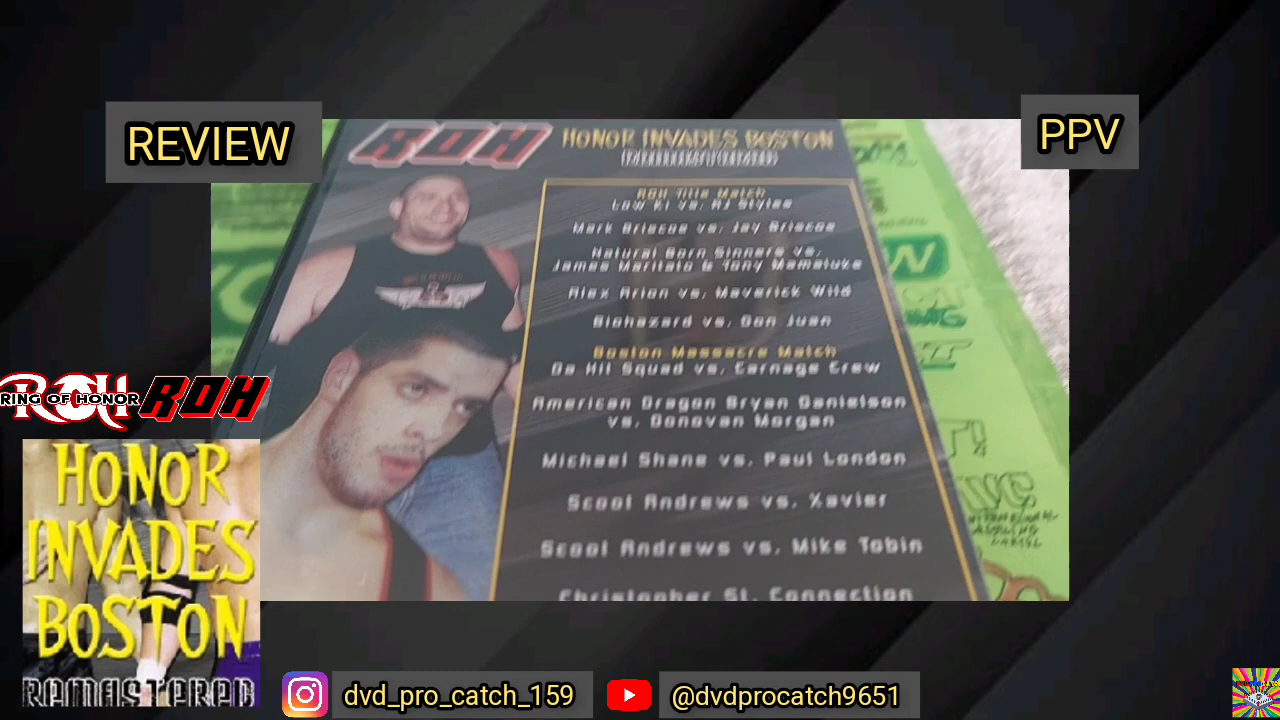 REVIEW
PPV
ROH
HONOR INVADES BOSTON
ROH Title Match
Low Ki vs. AJ Styles
Mark Briscoe vs. Jay Briscoe
Natural Born Sinners vs.
James Maritato & Tony Mamaluke
Alex Arion vs. Maverick Wild
Biohazard vs. Don Juan
Boston Massacre Match
Da Hit Squad vs. Carnage Crew
American Dragon Bryan Danielson
vs. Donovan Morgan
Michael Shane vs. Paul London
Scoot Andrews vs. Xavier
Scoot Andrews vs. Mike Tobin
Christopher St. Connection
ROH
RING OF HONOR
ROH
HONOR
INVADES
BOSTON
REMASTERED
dvd_pro_catch_159
@dvdprocatch9651